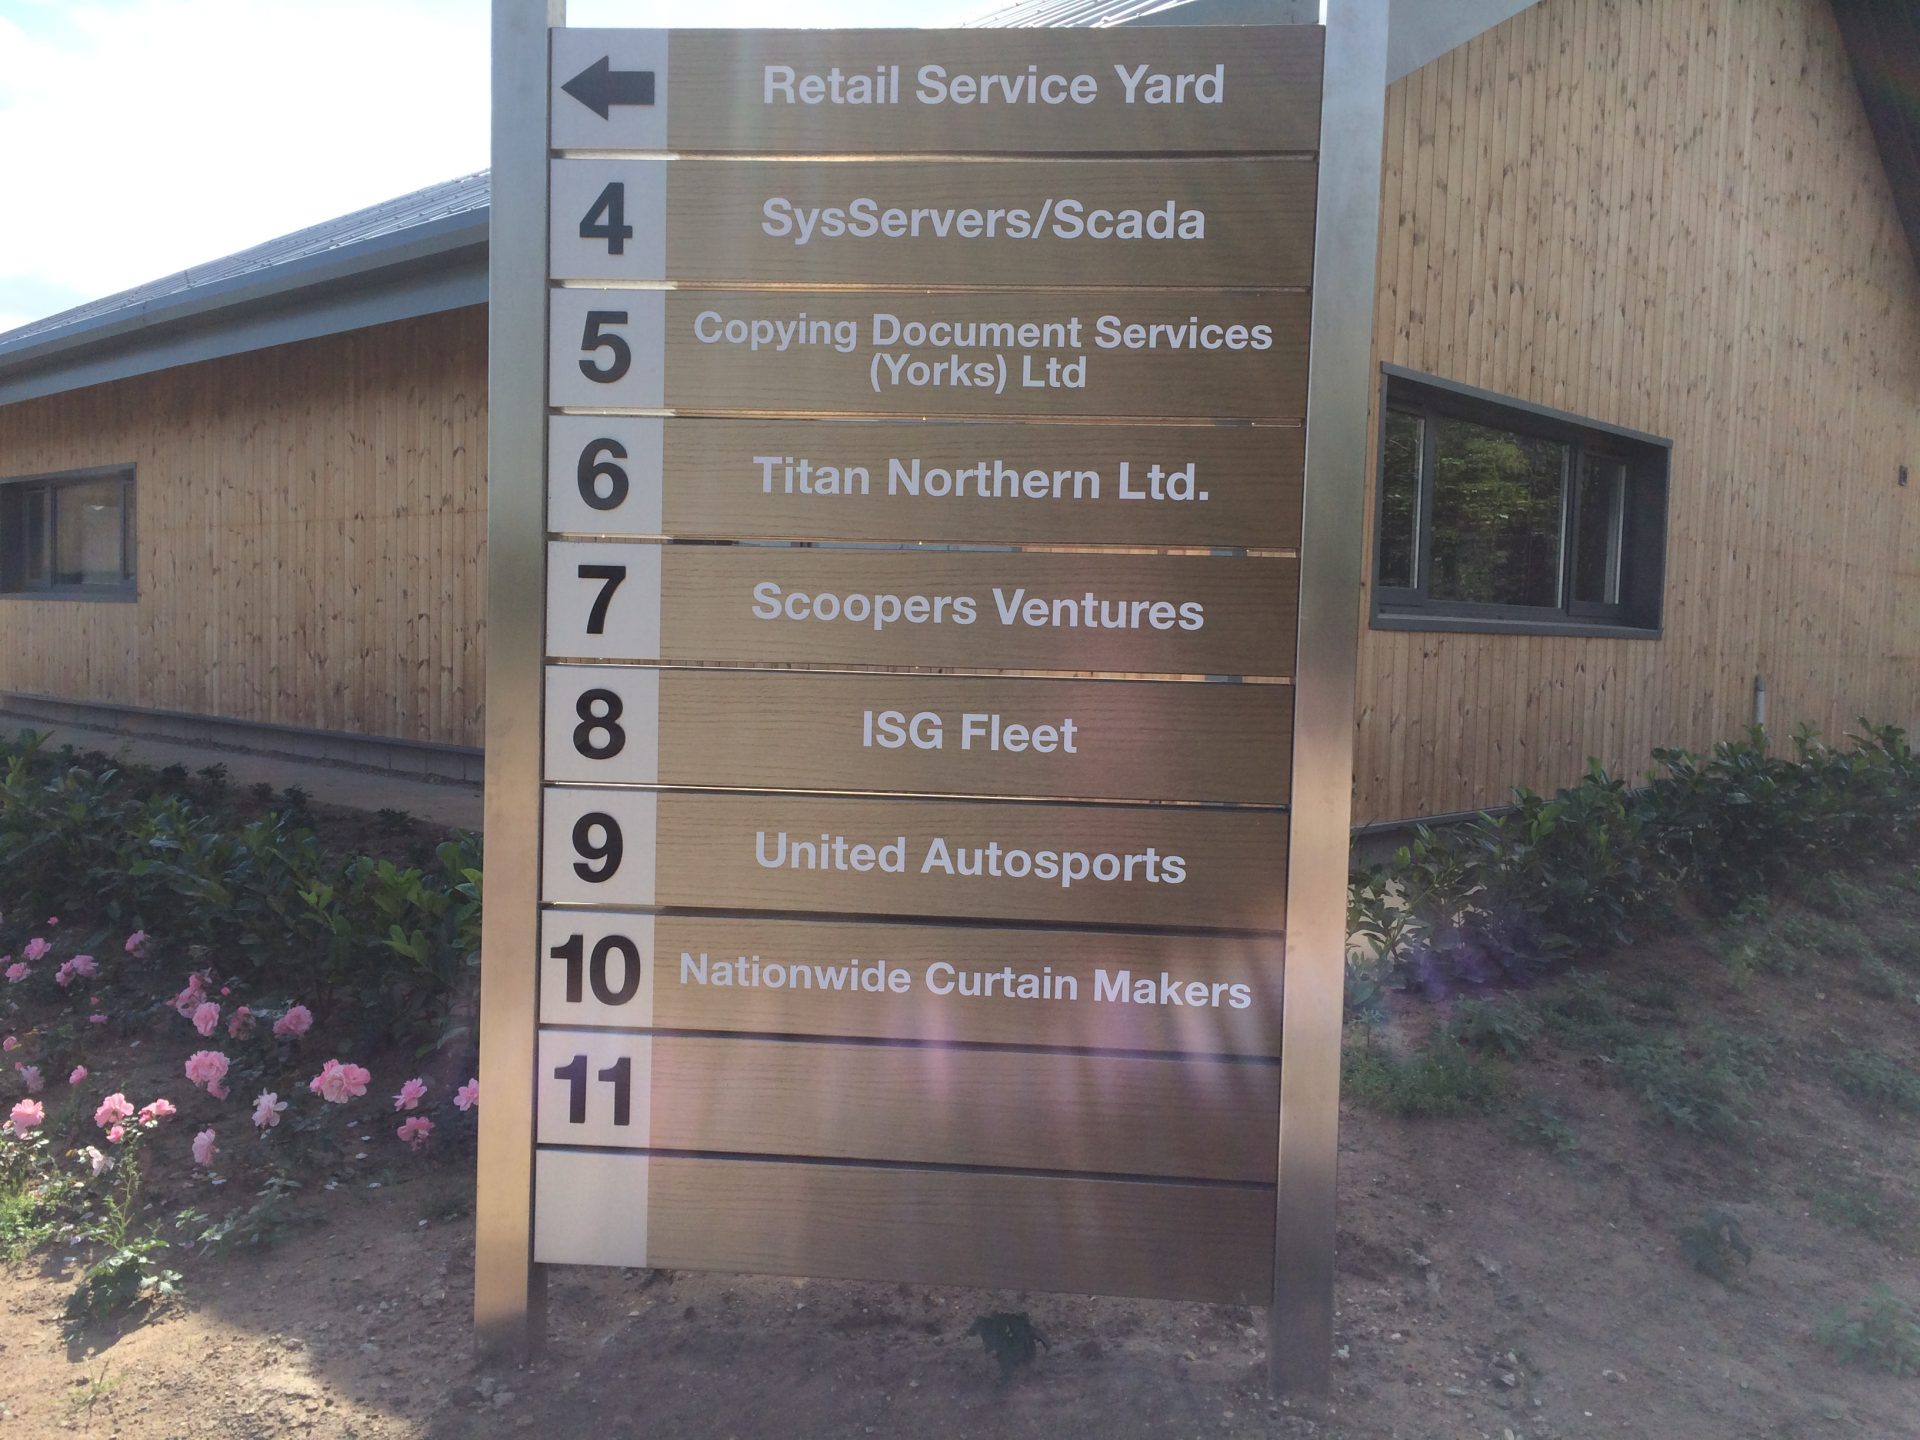 Retail Service Yard
4 SysServers/Scada
5 Copying Document Services
(Yorks) Ltd
6 Titan Northern Ltd.
7 Scoopers Ventures
8 ISG Fleet
9 United Autosports
10 Nationwide Curtain Makers
11